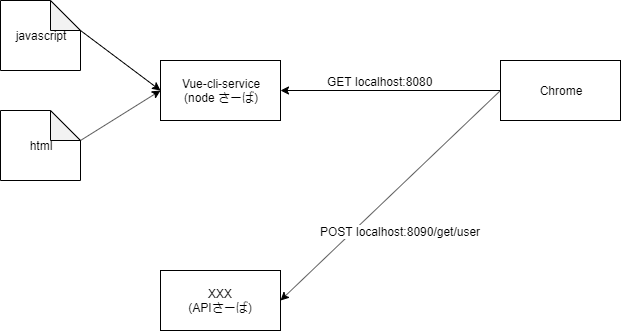 javascript
html
Vue-cli-service
(node さーば)
GET localhost:8080
Chrome
POST localhost:8090/get/user
XXX
(APIさーば)